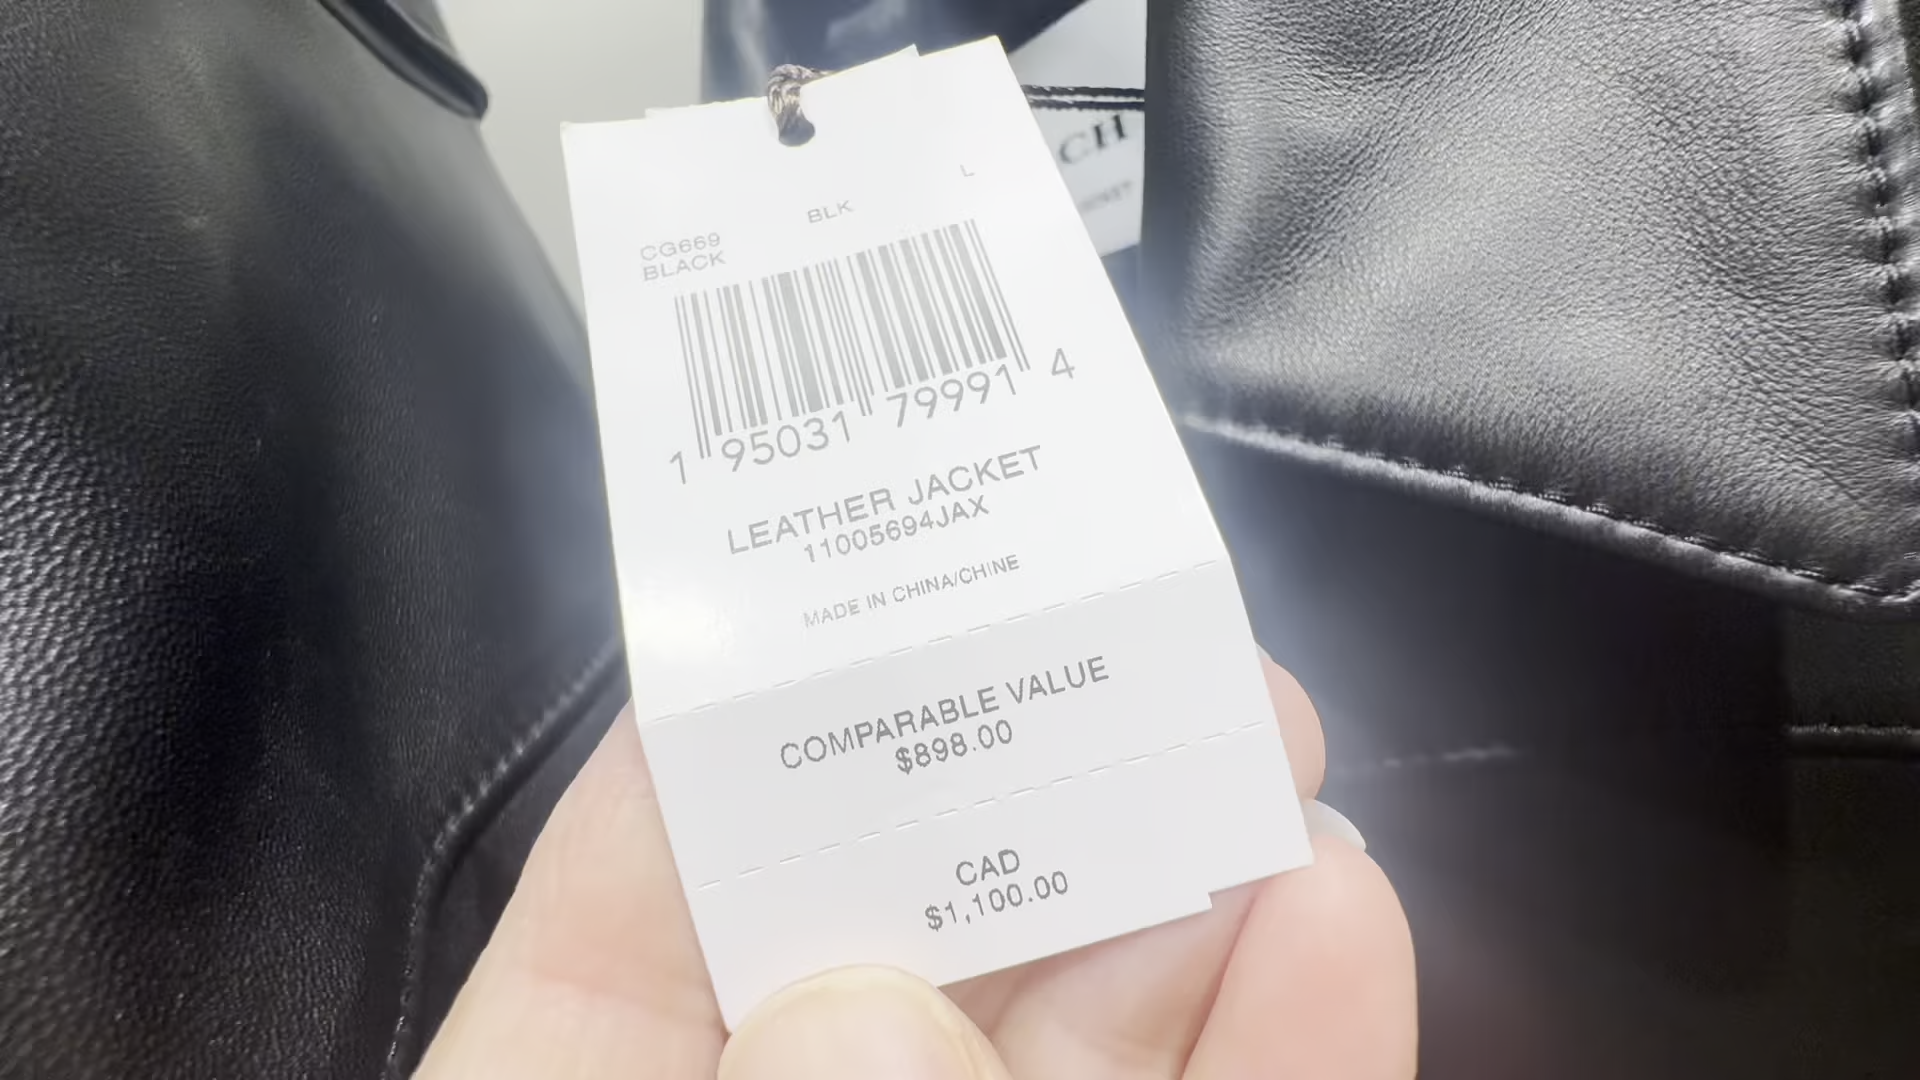 L
BLK
CG669
BLACK
1 95031 79991 4
LEATHER JACKET
11005694JAX
MADE IN CHINA/CHINE
COMPARABLE VALUE
$898.00
CAD
$1,100.00
CH